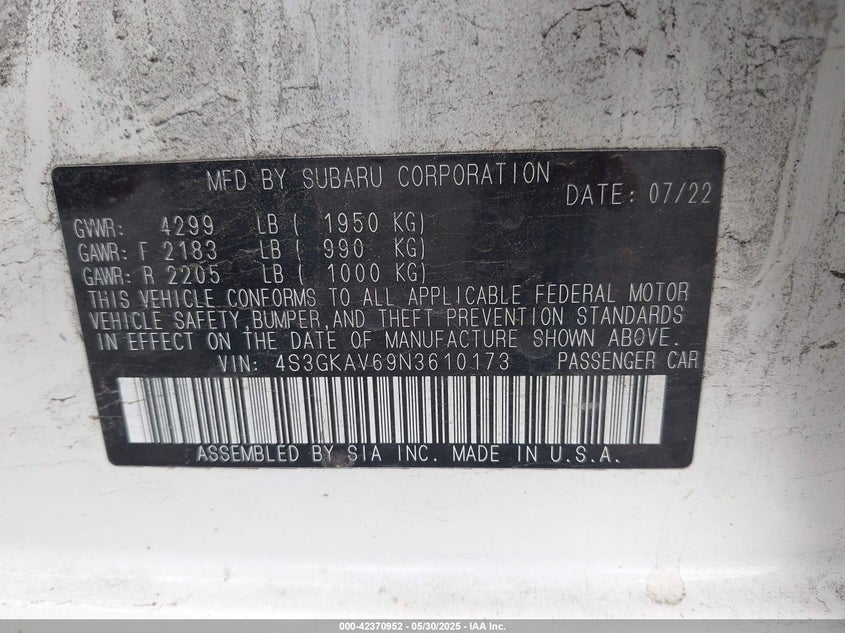 MFD BY SUBARU CORPORATION
DATE: 07/22
GVWR: 4299 LB ( 1950 KG)
GAWR: F 2183 LB ( 990 KG)
GAWR: R 2205 LB ( 1000 KG)
THIS VEHICLE CONFORMS TO ALL APPLICABLE FEDERAL MOTOR
VEHICLE SAFETY,BUMPER,AND THEFT PREVENTION STANDARDS
IN EFFECT ON THE DATE OF MANUFACTURE SHOWN ABOVE.
VIN: 4S3GKAV69N3610173 PASSENGER CAR
ASSEMBLED BY SIA INC. MADE IN U.S.A.
000-42370952 - 05/30/2025 - IAA Inc.